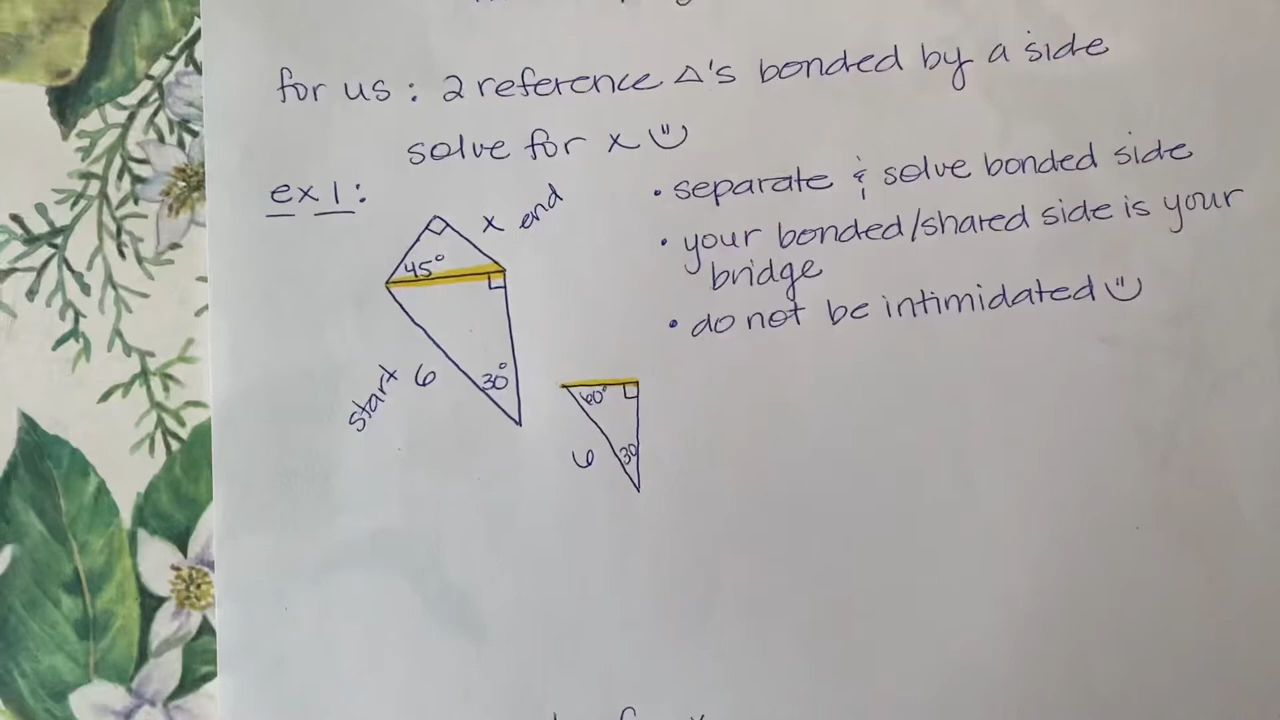 for us: 2 reference △'s bonded by a side
solve for x
ex 1:
x end
45°
start 6
30°
• separate & solve bonded side
• your bonded/shared side is your
bridge
• do not be intimidated
60°
6
30